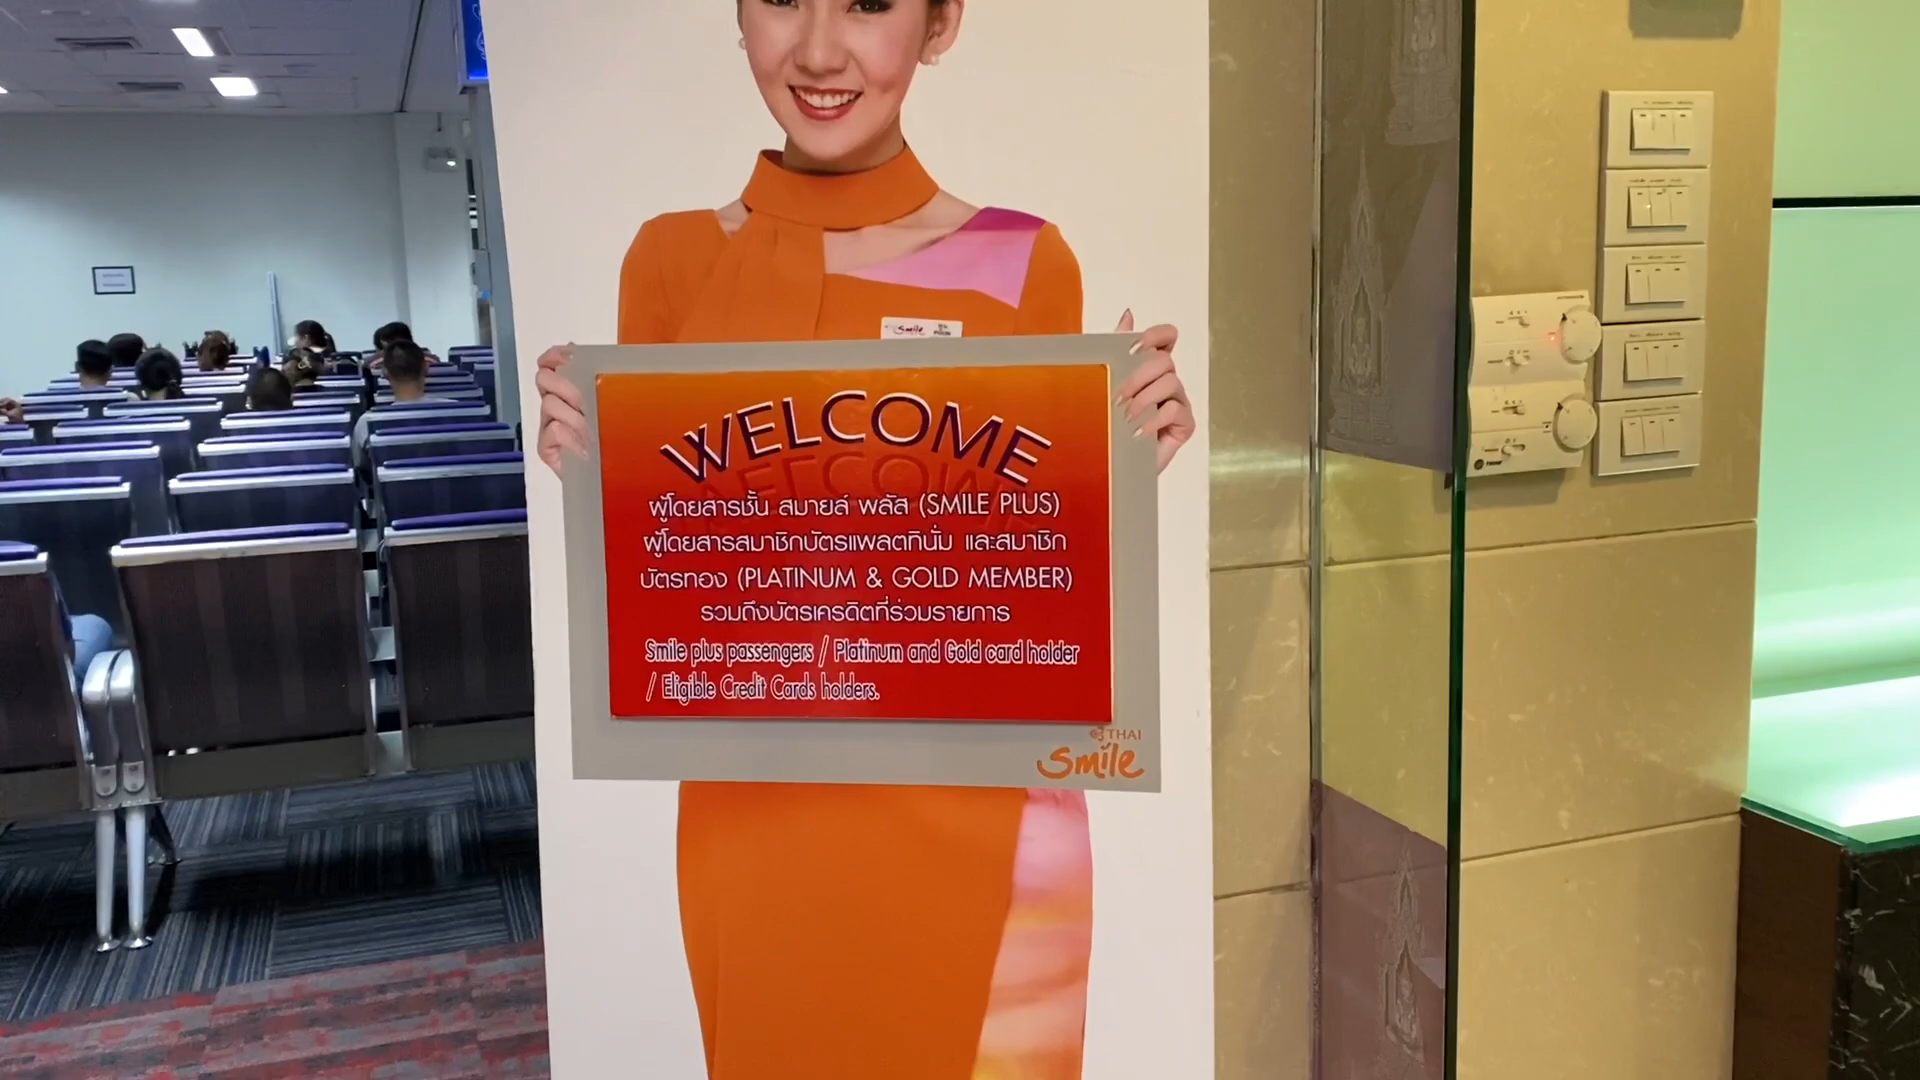 Smile
WELCOME
ผู้โดยสารชั้น สมายล์ พลัส (SMILE PLUS)
ผู้โดยสารสมาชิกบัตรแพลตทินั่ม และสมาชิก
บัตรทอง (PLATINUM & GOLD MEMBER)
รวมถึงบัตรเครดิตที่ร่วมรายการ
Smile plus passengers / Platinum and Gold card holder
/ Eligible Credit Cards holders.
THAI
Smile